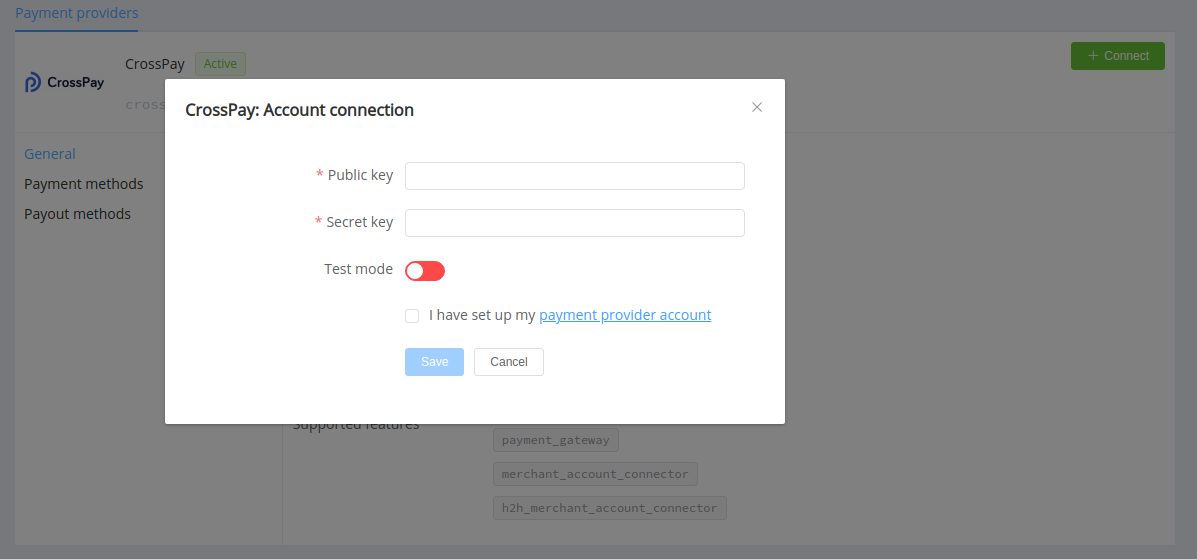 Payment providers
CrossPay
CrossPay Active
+ Connect
cross
CrossPay: Account connection
General
Payment methods
Payout methods
* Public key
* Secret key
Test mode
I have set up my payment provider account
Save Cancel
Supported features
payment_gateway
merchant_account_connector
h2h_merchant_account_connector